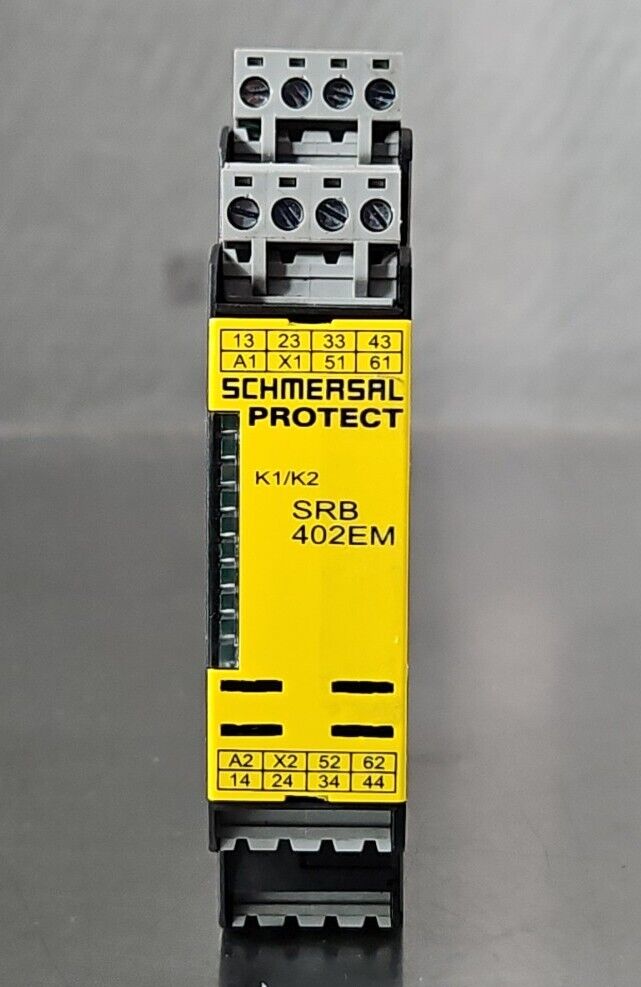 13 23 33 43
A1 X1 51 61
SCHMERSAL
PROTECT
K1/K2
SRB
402EM
A2 X2 52 62
14 24 34 44